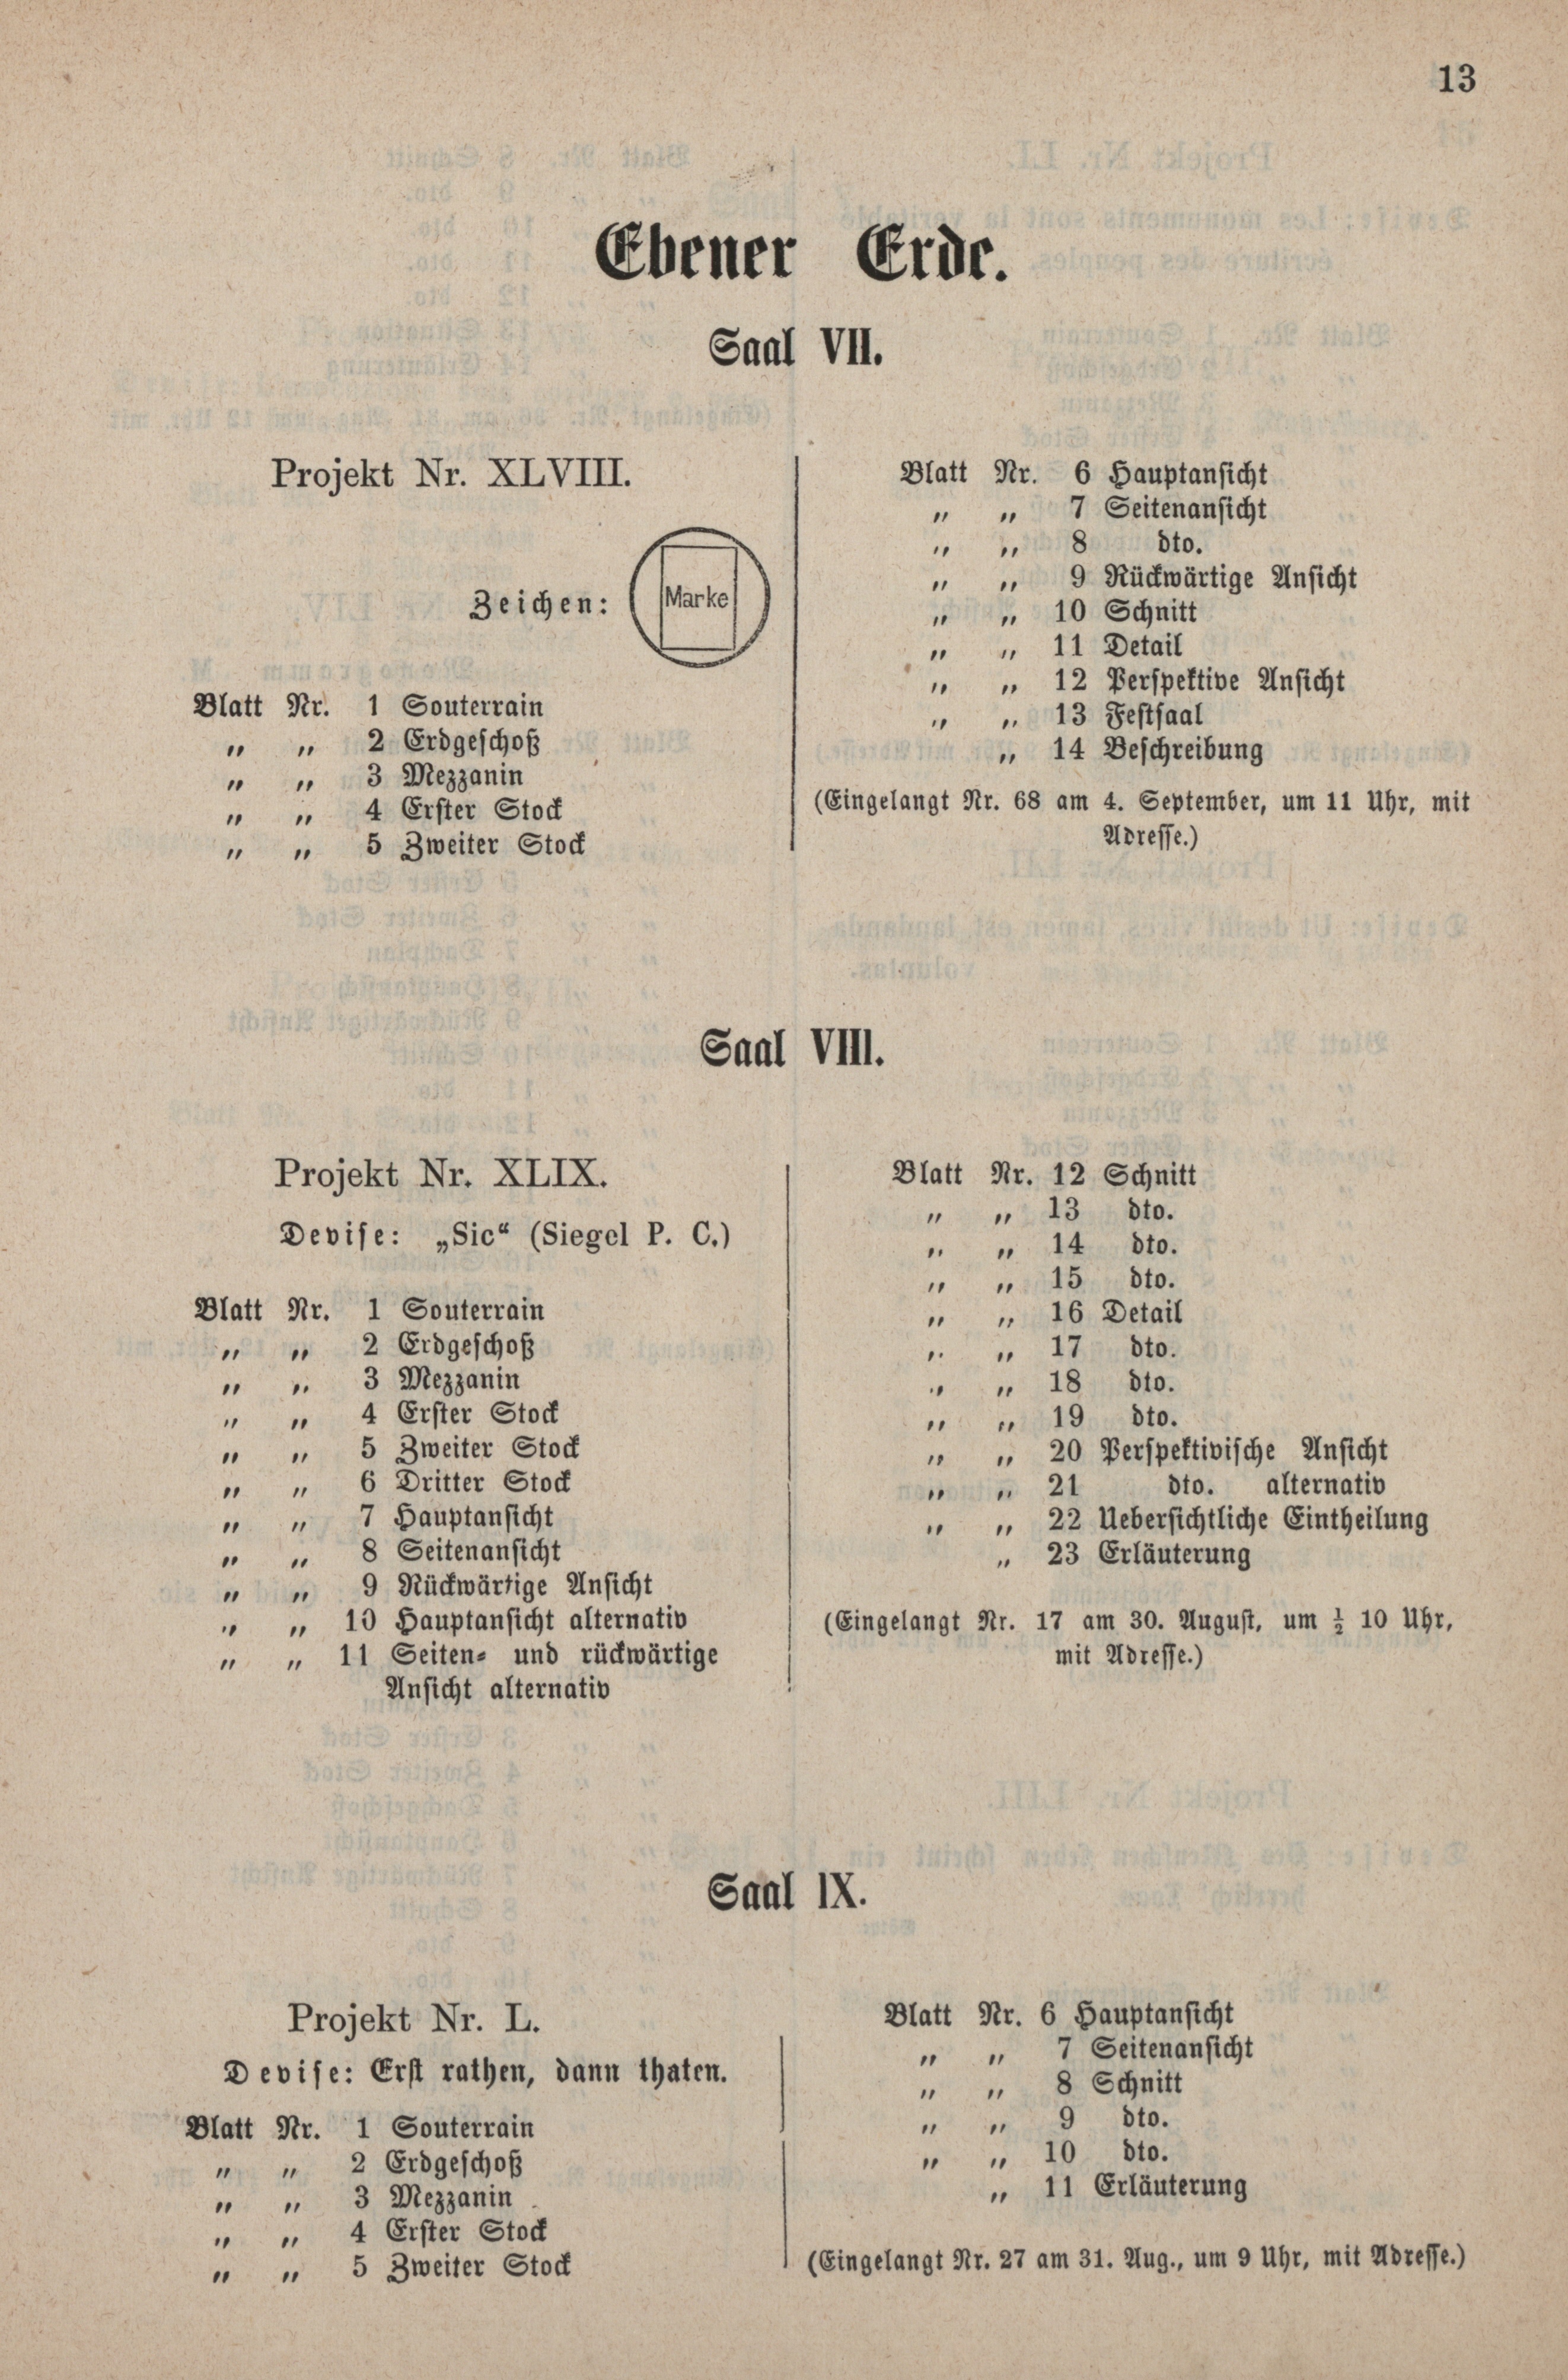 13
Ebener Erde.
Saal VII.
Projekt Nr. XLVIII.
Zeichen: Marke
Blatt Nr. 1 Souterrain
„ „ 2 Erdgeschoß
„ „ 3 Mezzanin
„ „ 4 Erster Stock
„ „ 5 Zweiter Stock
Blatt Nr. 6 Hauptansicht
„ „ 7 Seitenansicht
„ „ 8 dto.
„ „ 9 Rückwärtige Ansicht
„ „ 10 Schnitt
„ „ 11 Detail
„ „ 12 Perspektive Ansicht
„ „ 13 Festsaal
„ 14 Beschreibung
(Eingelangt Nr. 68 am 4. September, um 11 Uhr, mit
Adresse.)
Saal VIII.
Projekt Nr. XLIX.
Devise: „Sic“ (Siegel P. C.)
Blatt Nr. 1 Souterrain
„ „ 2 Erdgeschoß
„ „ 3 Mezzanin
„ „ 4 Erster Stock
„ „ 5 Zweiter Stock
„ „ 6 Dritter Stock
„ „ 7 Hauptansicht
„ „ 8 Seitenansicht
„ „ 9 Rückwärtige Ansicht
„ „ 10 Hauptansicht alternativ
„ „ 11 Seiten- und rückwärtige
Ansicht alternativ
Blatt Nr. 12 Schnitt
„ „ 13 dto.
„ „ 14 dto.
„ „ 15 dto.
„ „ 16 Detail
„ „ 17 dto.
„ „ 18 dto.
„ „ 19 dto.
„ „ 20 Perspektivische Ansicht
„ „ 21 dto. alternativ
„ „ 22 Uebersichtliche Eintheilung
„ 23 Erläuterung
(Eingelangt Nr. 17 am 30. August, um ½ 10 Uhr,
mit Adresse.)
Saal IX.
Projekt Nr. L.
Devise: Erst rathen, dann thaten.
Blatt Nr. 1 Souterrain
„ „ 2 Erdgeschoß
„ „ 3 Mezzanin
„ „ 4 Erster Stock
„ „ 5 Zweiter Stock
Blatt Nr. 6 Hauptansicht
„ „ 7 Seitenansicht
„ „ 8 Schnitt
„ „ 9 dto.
„ „ 10 dto.
„ 11 Erläuterung
(Eingelangt Nr. 27 am 31. Aug., um 9 Uhr, mit Adresse.)